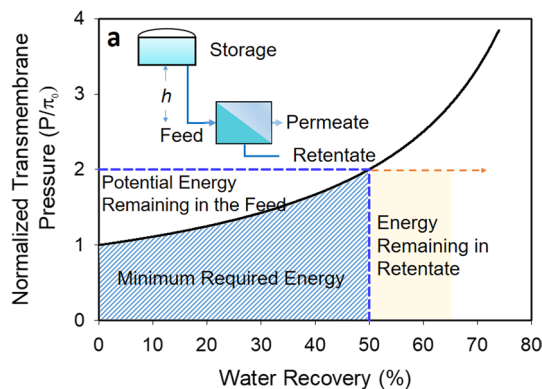 a
Storage
h
Feed
Permeate
Retentate
Potential Energy
Remaining in the Feed
Minimum Required Energy
Energy
Remaining in
Retentate
Normalized Transmembrane
Pressure (P/π₀)
4
3
2
1
0
0 10 20 30 40 50 60 70 80
Water Recovery (%)